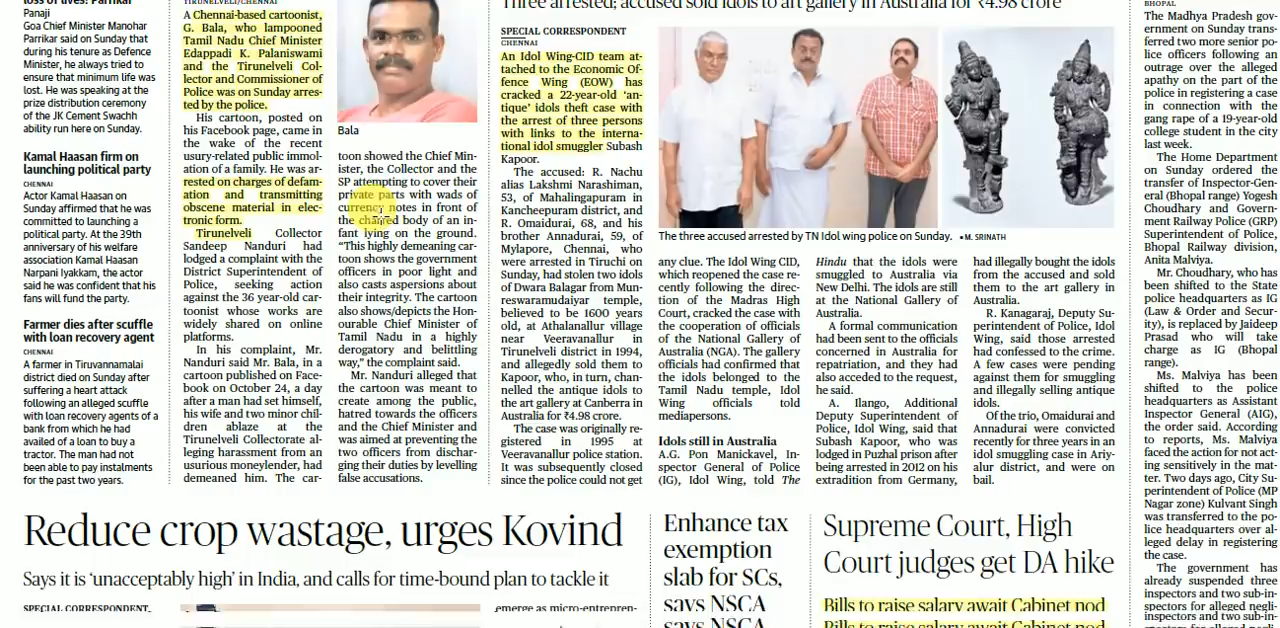 loss of lives: Parrikar
Panaji
Goa Chief Minister Manohar
Parrikar said on Sunday that
during his tenure as Defence
Minister, he always tried to
ensure that minimum life was
lost. He was speaking at the
prize distribution ceremony
of the JK Cement Swachh
ability run here on Sunday.
Kamal Haasan firm on
launching political party
CHENNAI
Actor Kamal Haasan on
Sunday affirmed that he was
committed to launching a
political party. At the 39th
anniversary of his welfare
association Kamal Haasan
Narpani Iyakkam, the actor
said he was confident that his
fans will fund the party.
Farmer dies after scuffle
with loan recovery agent
CHENNAI
A farmer in Tiruvannamalai
district died on Sunday after
suffering a heart attack
following an alleged scuffle
with loan recovery agents of a
bank from which he had
availed of a loan to buy a
tractor. The man had not
been able to pay instalments
for the past two years.
TIRUNELVELI/CHENNAI
A Chennai-based cartoonist,
G. Bala, who lampooned
Tamil Nadu Chief Minister
Edappadi K. Palaniswami
and the Tirunelveli Col-
lector and Commissioner of
Police was on Sunday arres-
ted by the police.
His cartoon, posted on
his Facebook page, came in
the wake of the recent
usury-related public immol-
ation of a family. He was ar-
rested on charges of defam-
ation and transmitting
obscene material in elec-
tronic form.
Tirunelveli Collector
Sandeep Nanduri had
lodged a complaint with the
District Superintendent of
Police, seeking action
against the 36 year-old car-
toonist whose works are
widely shared on online
platforms.
In his complaint, Mr.
Nanduri said Mr. Bala, in a
cartoon published on Face-
book on October 24, a day
after a man had set himself,
his wife and two minor chil-
dren ablaze at the
Tirunelveli Collectorate al-
leging harassment from an
usurious moneylender, had
demeaned him. The car-
Bala
toon showed the Chief Min-
ister, the Collector and the
SP attempting to cover their
private parts with wads of
currency notes in front of
the charred body of an in-
fant lying on the ground.
"This highly demeaning car-
toon shows the government
officers in poor light and
also casts aspersions about
their integrity. The cartoon
also shows/depicts the Hon-
ourable Chief Minister of
Tamil Nadu in a highly
derogatory and belittling
way," the complaint said.
Mr. Nanduri alleged that
the cartoon was meant to
create among the public,
hatred towards the officers
and the Chief Minister and
was aimed at preventing the
two officers from dischar-
ging their duties by levelling
false accusations.
Three arrested; accused sold idols to art gallery in Australia for ₹4.98 crore
SPECIAL CORRESPONDENT
CHENNAI
An Idol Wing-CID team at-
tached to the Economic Of-
fence Wing (EOW) has
cracked a 22-year-old 'an-
tique' idols theft case with
the arrest of three persons
with links to the interna-
tional idol smuggler Subash
Kapoor.
The accused: R. Nachu
alias Lakshmi Narashiman,
53, of Mahalingapuram in
Kancheepuram district, and
R. Omaidurai, 68, and his
brother Annadurai, 59, of
Mylapore, Chennai, who
were arrested in Tiruchi on
Sunday, had stolen two idols
of Dwara Balagar from Mun-
reswaramudaiyar temple,
believed to be 1600 years
old, at Athalanallur village
near Veeravanallur in
Tirunelveli district in 1994,
and allegedly sold them to
Kapoor, who, in turn, chan-
nelled the antique idols to
the art gallery at Canberra in
Australia for ₹4.98 crore.
The case was originally re-
gistered in 1995 at
Veeravanallur police station.
It was subsequently closed
since the police could not get
The three accused arrested by TN Idol wing police on Sunday. • M. SRINATH
any clue. The Idol Wing CID,
which reopened the case re-
cently following the direc-
tion of the Madras High
Court, cracked the case with
the cooperation of officials
of the National Gallery of
Australia (NGA). The gallery
officials had confirmed that
the idols belonged to the
Tamil Nadu temple, Idol
Wing officials told
mediapersons.
Idols still in Australia
A.G. Pon Manickavel, In-
spector General of Police
(IG), Idol Wing, told The
Hindu that the idols were
smuggled to Australia via
New Delhi. The idols are still
at the National Gallery of
Australia.
A formal communication
had been sent to the officials
concerned in Australia for
repatriation, and they had
also acceded to the request,
he said.
A. Ilango, Additional
Deputy Superintendent of
Police, Idol Wing, said that
Subash Kapoor, who was
lodged in Puzhal prison after
being arrested in 2012 on his
extradition from Germany,
had illegally bought the idols
from the accused and sold
them to the art gallery in
Australia.
R. Kanagaraj, Deputy Su-
perintendent of Police, Idol
Wing, said those arrested
had confessed to the crime.
A few cases were pending
against them for smuggling
and illegally selling antique
idols.
Of the trio, Omaidurai and
Annadurai were convicted
recently for three years in an
idol smuggling case in Ariy-
alur district, and were on
bail.
BHOPAL
The Madhya Pradesh gov-
ernment on Sunday trans-
ferred two more senior po-
lice officers following an
outrage over the alleged
apathy on the part of the
police in registering a case
in connection with the
gang rape of a 19-year-old
college student in the city
last week.
The Home Department
on Sunday ordered the
transfer of Inspector-Gen-
eral (Bhopal range) Yogesh
Choudhary and Govern-
ment Railway Police (GRP)
Superintendent of Police,
Bhopal Railway division,
Anita Malviya.
Mr. Choudhary, who has
been shifted to the State
police headquarters as IG
(Law & Order and Secur-
ity), is replaced by Jaideep
Prasad who will take
charge as IG (Bhopal
range).
Ms. Malviya has been
shifted to the police
headquarters as Assistant
Inspector General (AIG),
the order said. According
to reports, Ms. Malviya
faced the action for not act-
ing sensitively in the mat-
ter. Two days ago, City Su-
perintendent of Police (MP
Nagar zone) Kulvant Singh
was transferred to the po-
lice headquarters over al-
leged delay in registering
the case.
The government has
already suspended three
inspectors and two sub-in-
spectors for alleged negli-
inspectors and two sub-in-
Reduce crop wastage, urges Kovind
Says it is 'unacceptably high' in India, and calls for time-bound plan to tackle it
SPECIAL CORRESPONDENT
emerge as micro-entrepren-
Enhance tax
exemption
slab for SCs,
says NSCA
says NSCA
Supreme Court, High
Court judges get DA hike
Bills to raise salary await Cabinet nod
Bills to raise salary await Cabinet nod